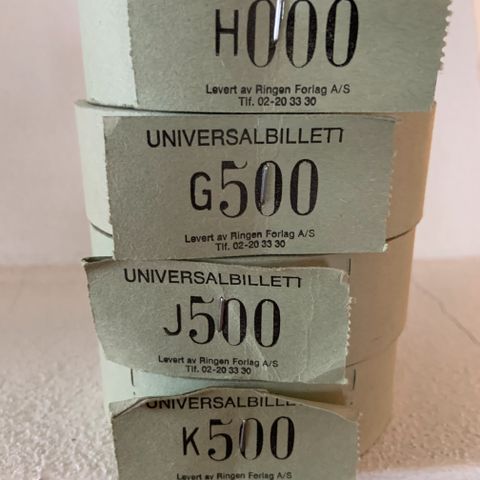 H000
Levert av Ringen Forlag A/S
Tlf. 02-20 33 30
UNIVERSALBILLETT
G500
Levert av Ringen Forlag A/S
Tlf. 02-20 33 30
UNIVERSALBILLETT
J500
Levert av Ringen Forlag A/S
Tlf. 02-20 33 30
UNIVERSALBILLETT
K500
Levert av Ringen Forlag A/S